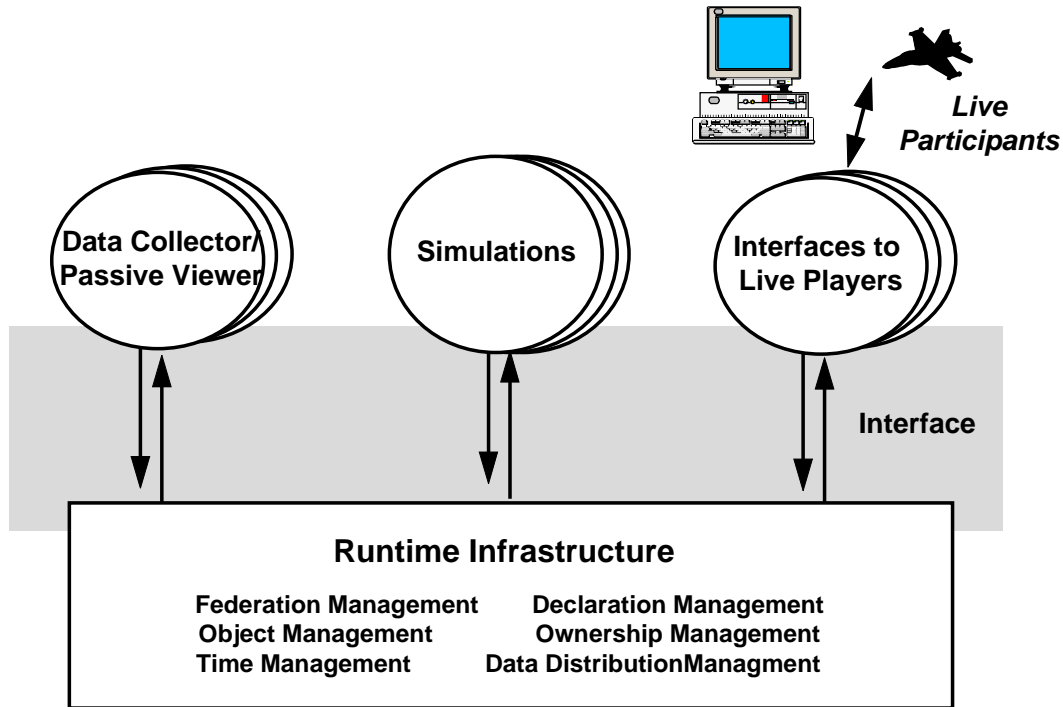 Live
Participants
Data Collector/
Passive Viewer
Simulations
Interfaces to
Live Players
Interface
Runtime Infrastructure
Federation Management
Declaration Management
Object Management
Ownership Management
Time Management
Data DistributionManagment